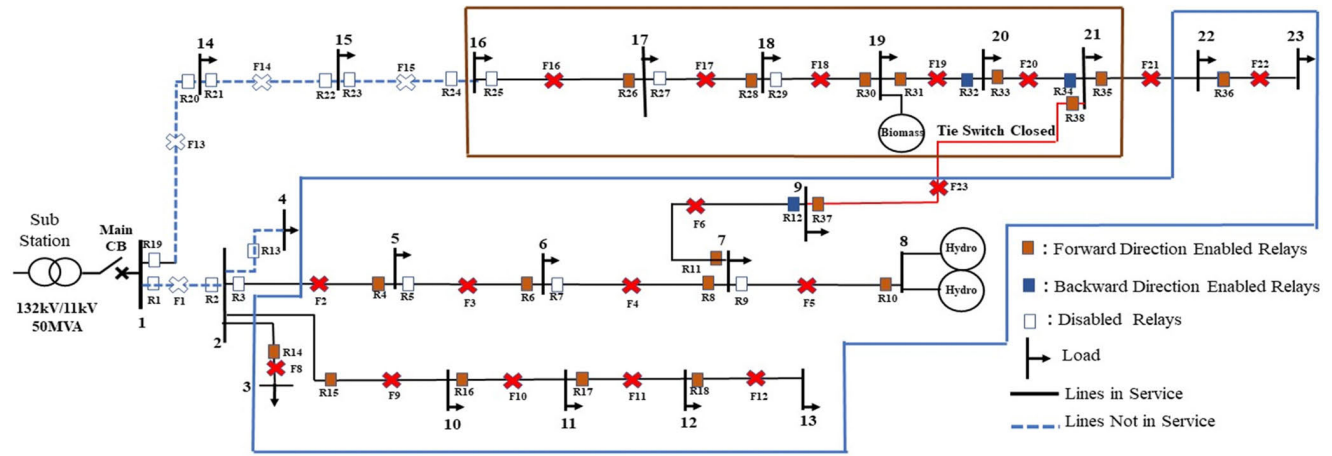 14
15
16
17
18
19
20
21
22
23
F14
F15
F16
F17
F18
F19
F20
F21
F22
R20
R21
R22
R23
R24
R25
R26
R27
R28
R29
R30
R31
R32
R33
R34
R35
R36
R38
Biomass
Tie Switch Closed
F13
F23
4
9
R12
R37
F6
Sub
Station
Main
CB
R19
R13
5
6
7
8
R11
Hydro
Hydro
R1
F1
R2
R3
F2
R4
R5
F3
R6
R7
F4
R8
R9
F5
R10
132kV/11kV
50MVA
1
2
R14
F8
3
R15
F9
R16
F10
R17
F11
R18
F12
10
11
12
13
: Forward Direction Enabled Relays
: Backward Direction Enabled Relays
: Disabled Relays
Load
Lines in Service
Lines Not in Service